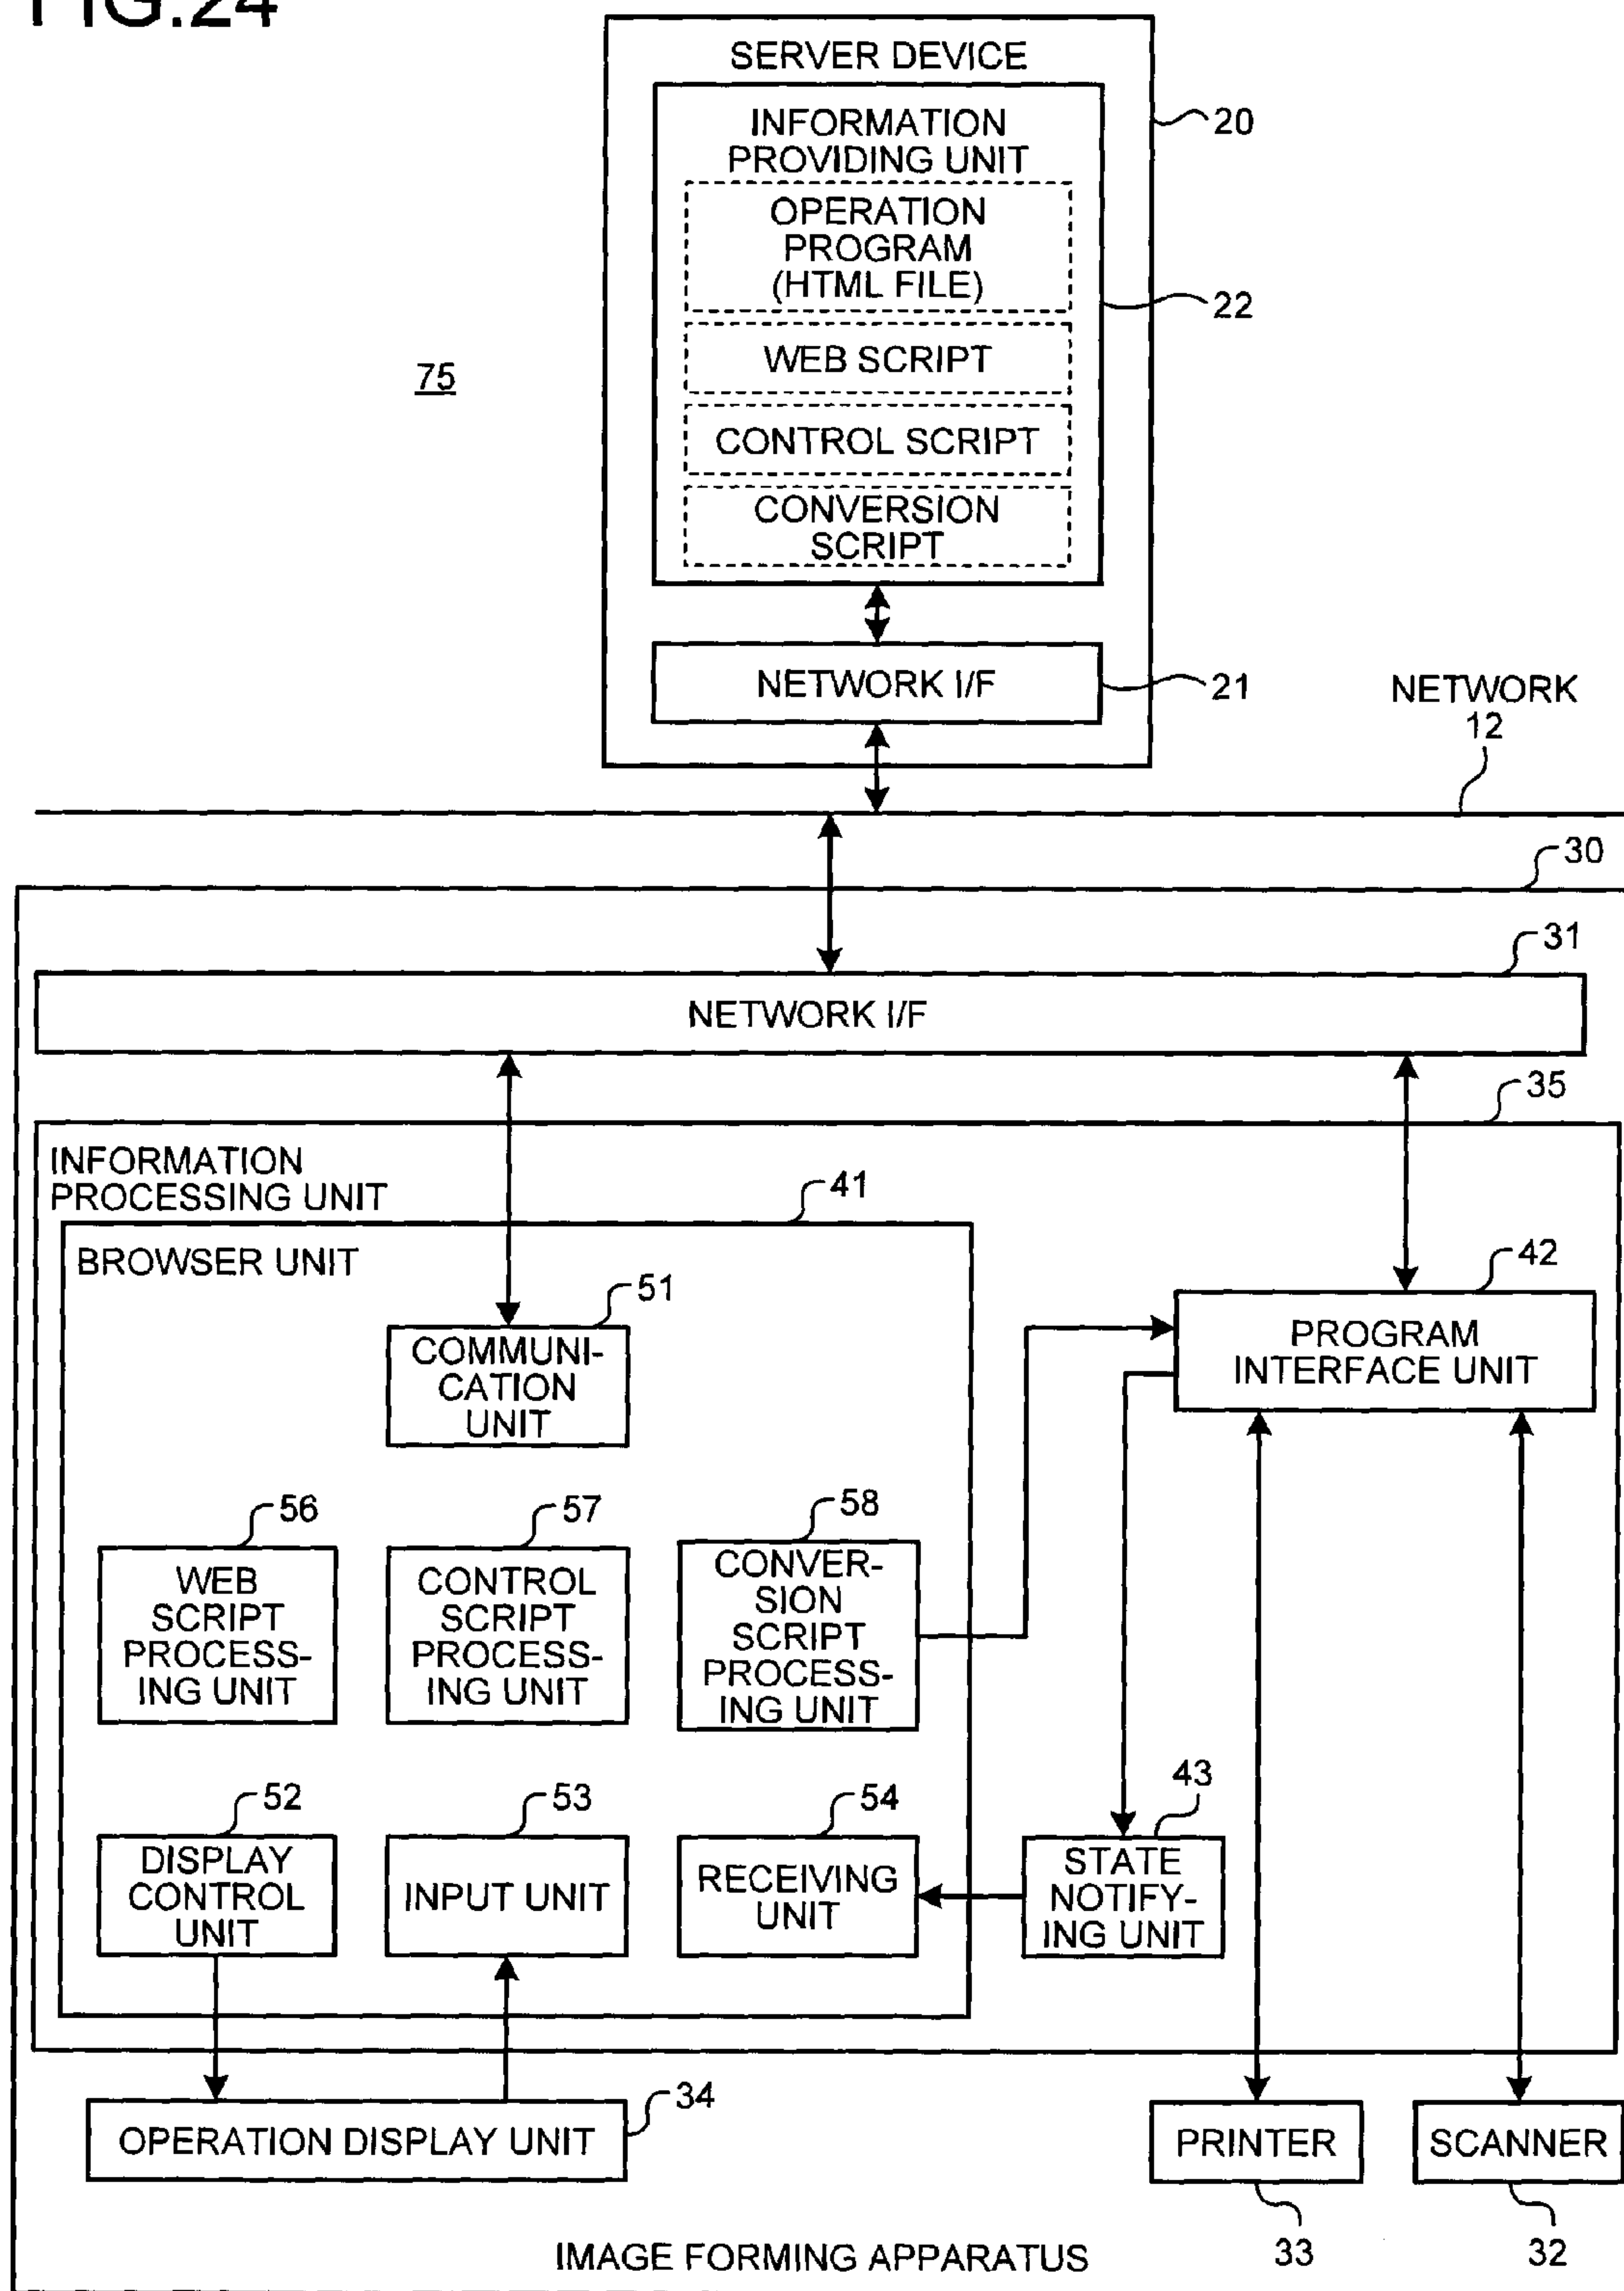 FIG.24
SERVER DEVICE
INFORMATION
PROVIDING UNIT
20
OPERATION
PROGRAM
(HTML FILE)
22
WEB SCRIPT
75
CONTROL SCRIPT
CONVERSION
SCRIPT
NETWORK I/F
21
NETWORK
12
30
31
NETWORK I/F
35
INFORMATION
PROCESSING UNIT
41
BROWSER UNIT
42
51
COMMUNI-
CATION
UNIT
PROGRAM
INTERFACE UNIT
56
57
58
WEB
SCRIPT
PROCESS-
ING UNIT
CONTROL
SCRIPT
PROCESS-
ING UNIT
CONVER-
SION
SCRIPT
PROCESS-
ING UNIT
52
53
54
43
DISPLAY
CONTROL
UNIT
INPUT UNIT
RECEIVING
UNIT
STATE
NOTIFY-
ING UNIT
34
OPERATION DISPLAY UNIT
PRINTER
SCANNER
33
32
IMAGE FORMING APPARATUS